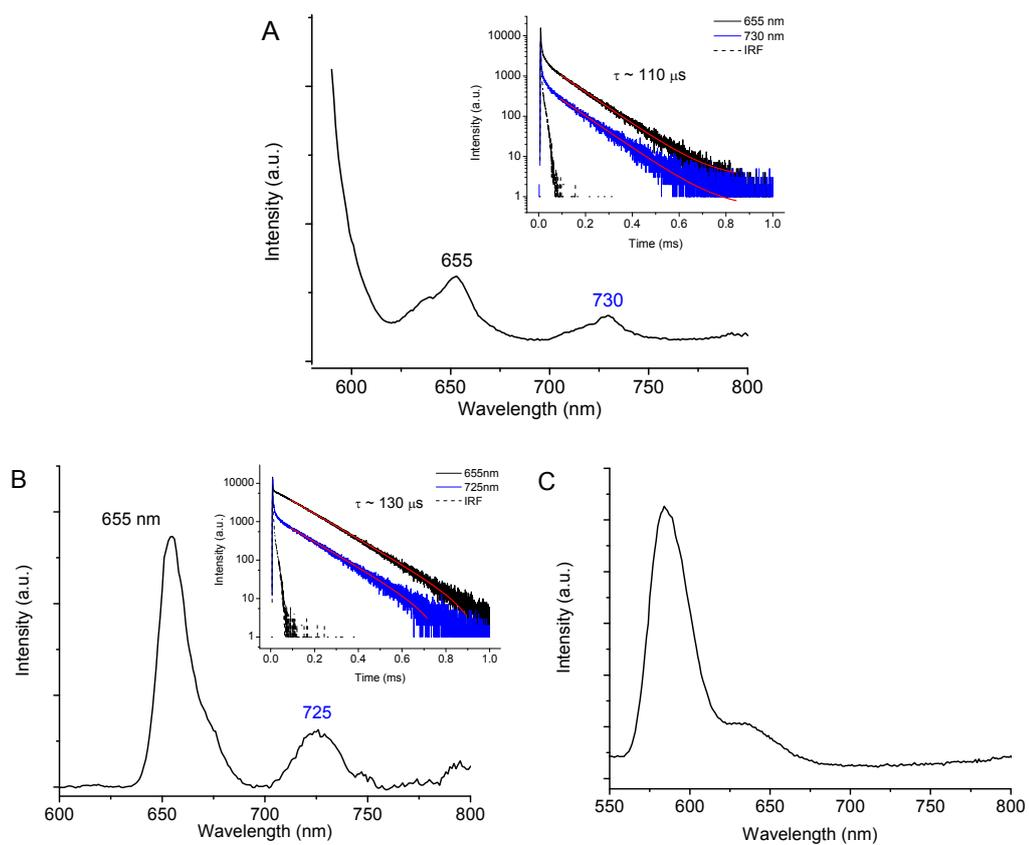 A
655 nm
730 nm
IRF
τ ~ 110 μs
10000
1000
100
10
1
Intensity (a.u.)
0.0 0.2 0.4 0.6 0.8 1.0
Time (ms)
Intensity (a.u.)
655
730
600 650 700 750 800
Wavelength (nm)
B
655nm
725nm
IRF
τ ~ 130 μs
10000
1000
100
10
1
Intensity (a.u.)
0.0 0.2 0.4 0.6 0.8 1.0
Time (ms)
655 nm
725
Intensity (a.u.)
600 650 700 750 800
Wavelength (nm)
C
Intensity (a.u.)
550 600 650 700 750 800
Wavelength (nm)